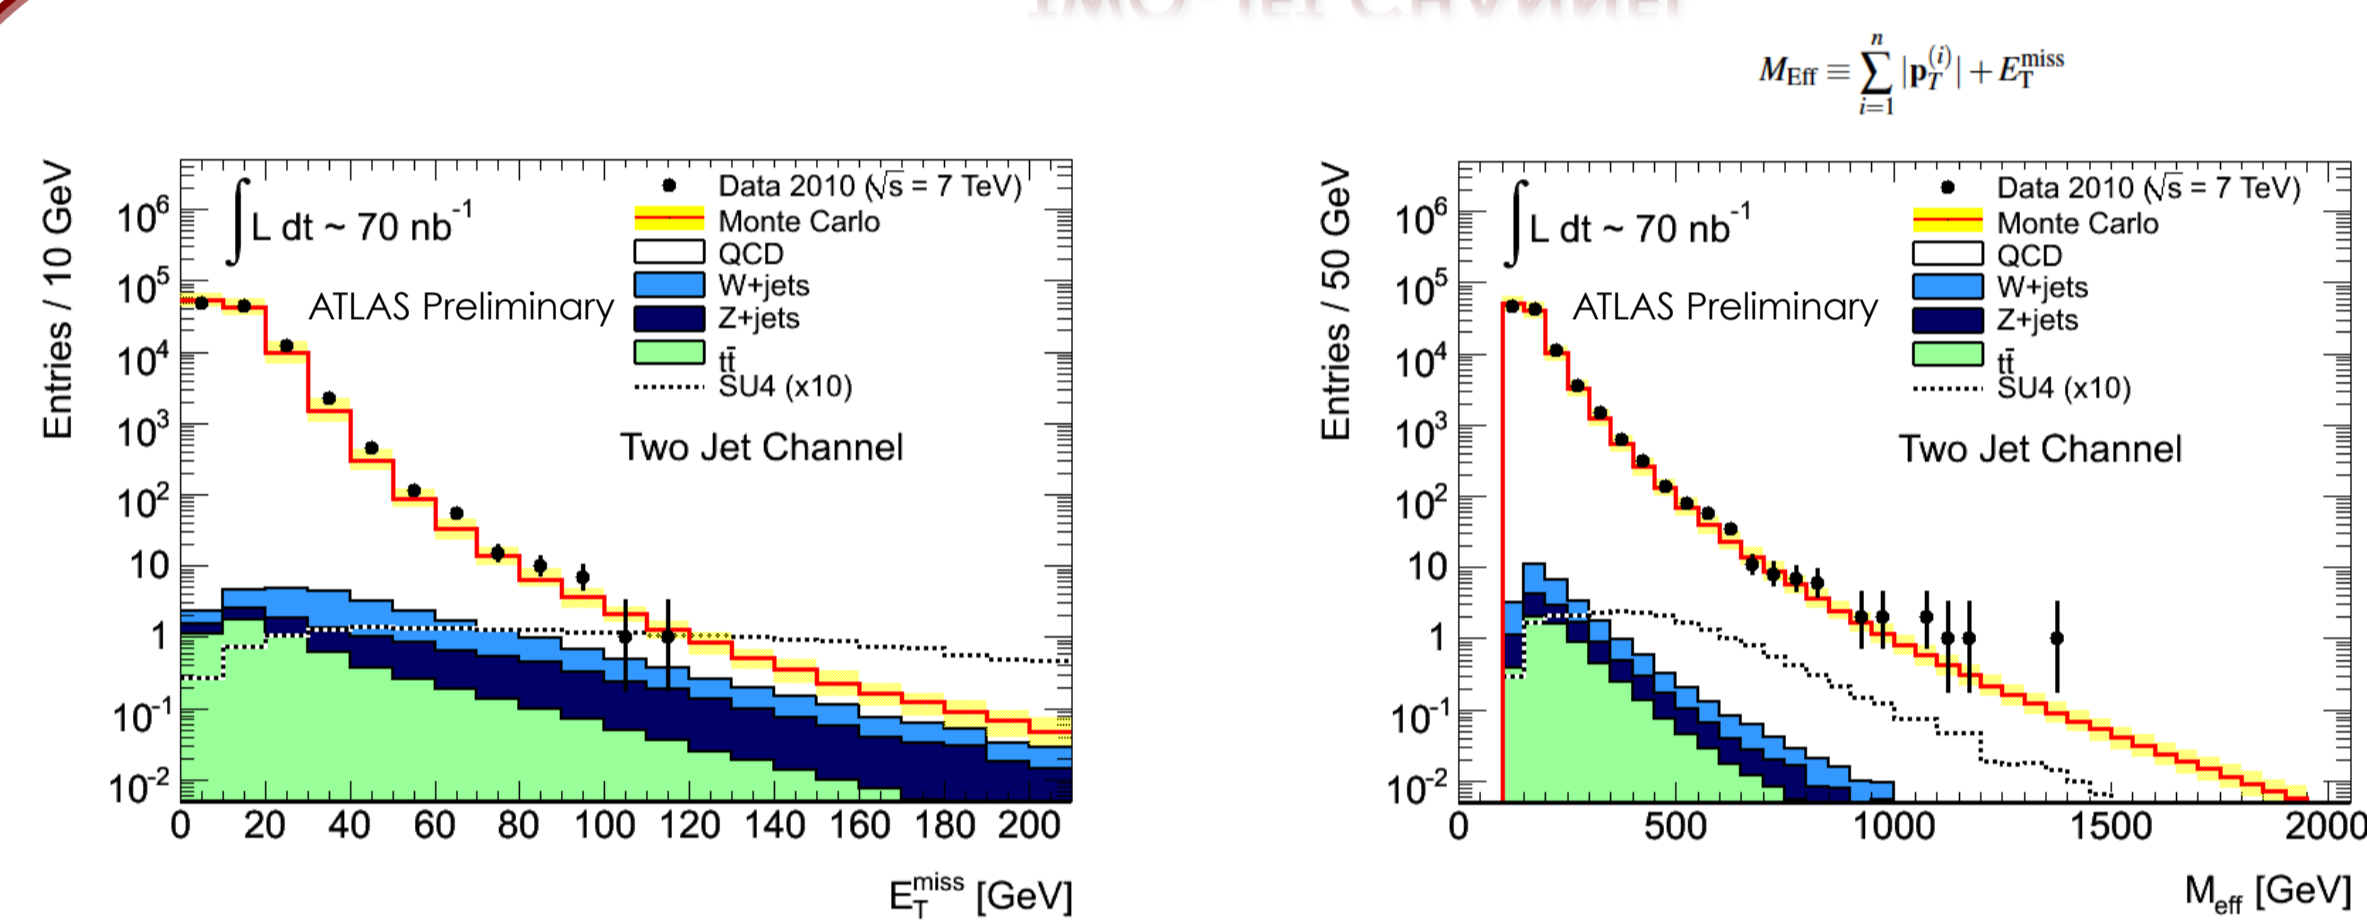 TWO-JET CHANNEL
M_Eff ≡ ∑_{i=1}^{n} |p_T^{(i)}| + E_T^miss
Entries / 10 GeV
10^6
10^5
10^4
10^3
10^2
10
1
10^-1
10^-2
∫L dt ~ 70 nb^-1
ATLAS Preliminary
Data 2010 (√s = 7 TeV)
Monte Carlo
QCD
W+jets
Z+jets
tt̄
SU4 (x10)
Two Jet Channel
0 20 40 60 80 100 120 140 160 180 200
E_T^miss [GeV]
Entries / 50 GeV
10^6
10^5
10^4
10^3
10^2
10
1
10^-1
10^-2
∫L dt ~ 70 nb^-1
ATLAS Preliminary
Data 2010 (√s = 7 TeV)
Monte Carlo
QCD
W+jets
Z+jets
tt̄
SU4 (x10)
Two Jet Channel
0 500 1000 1500 2000
M_eff [GeV]